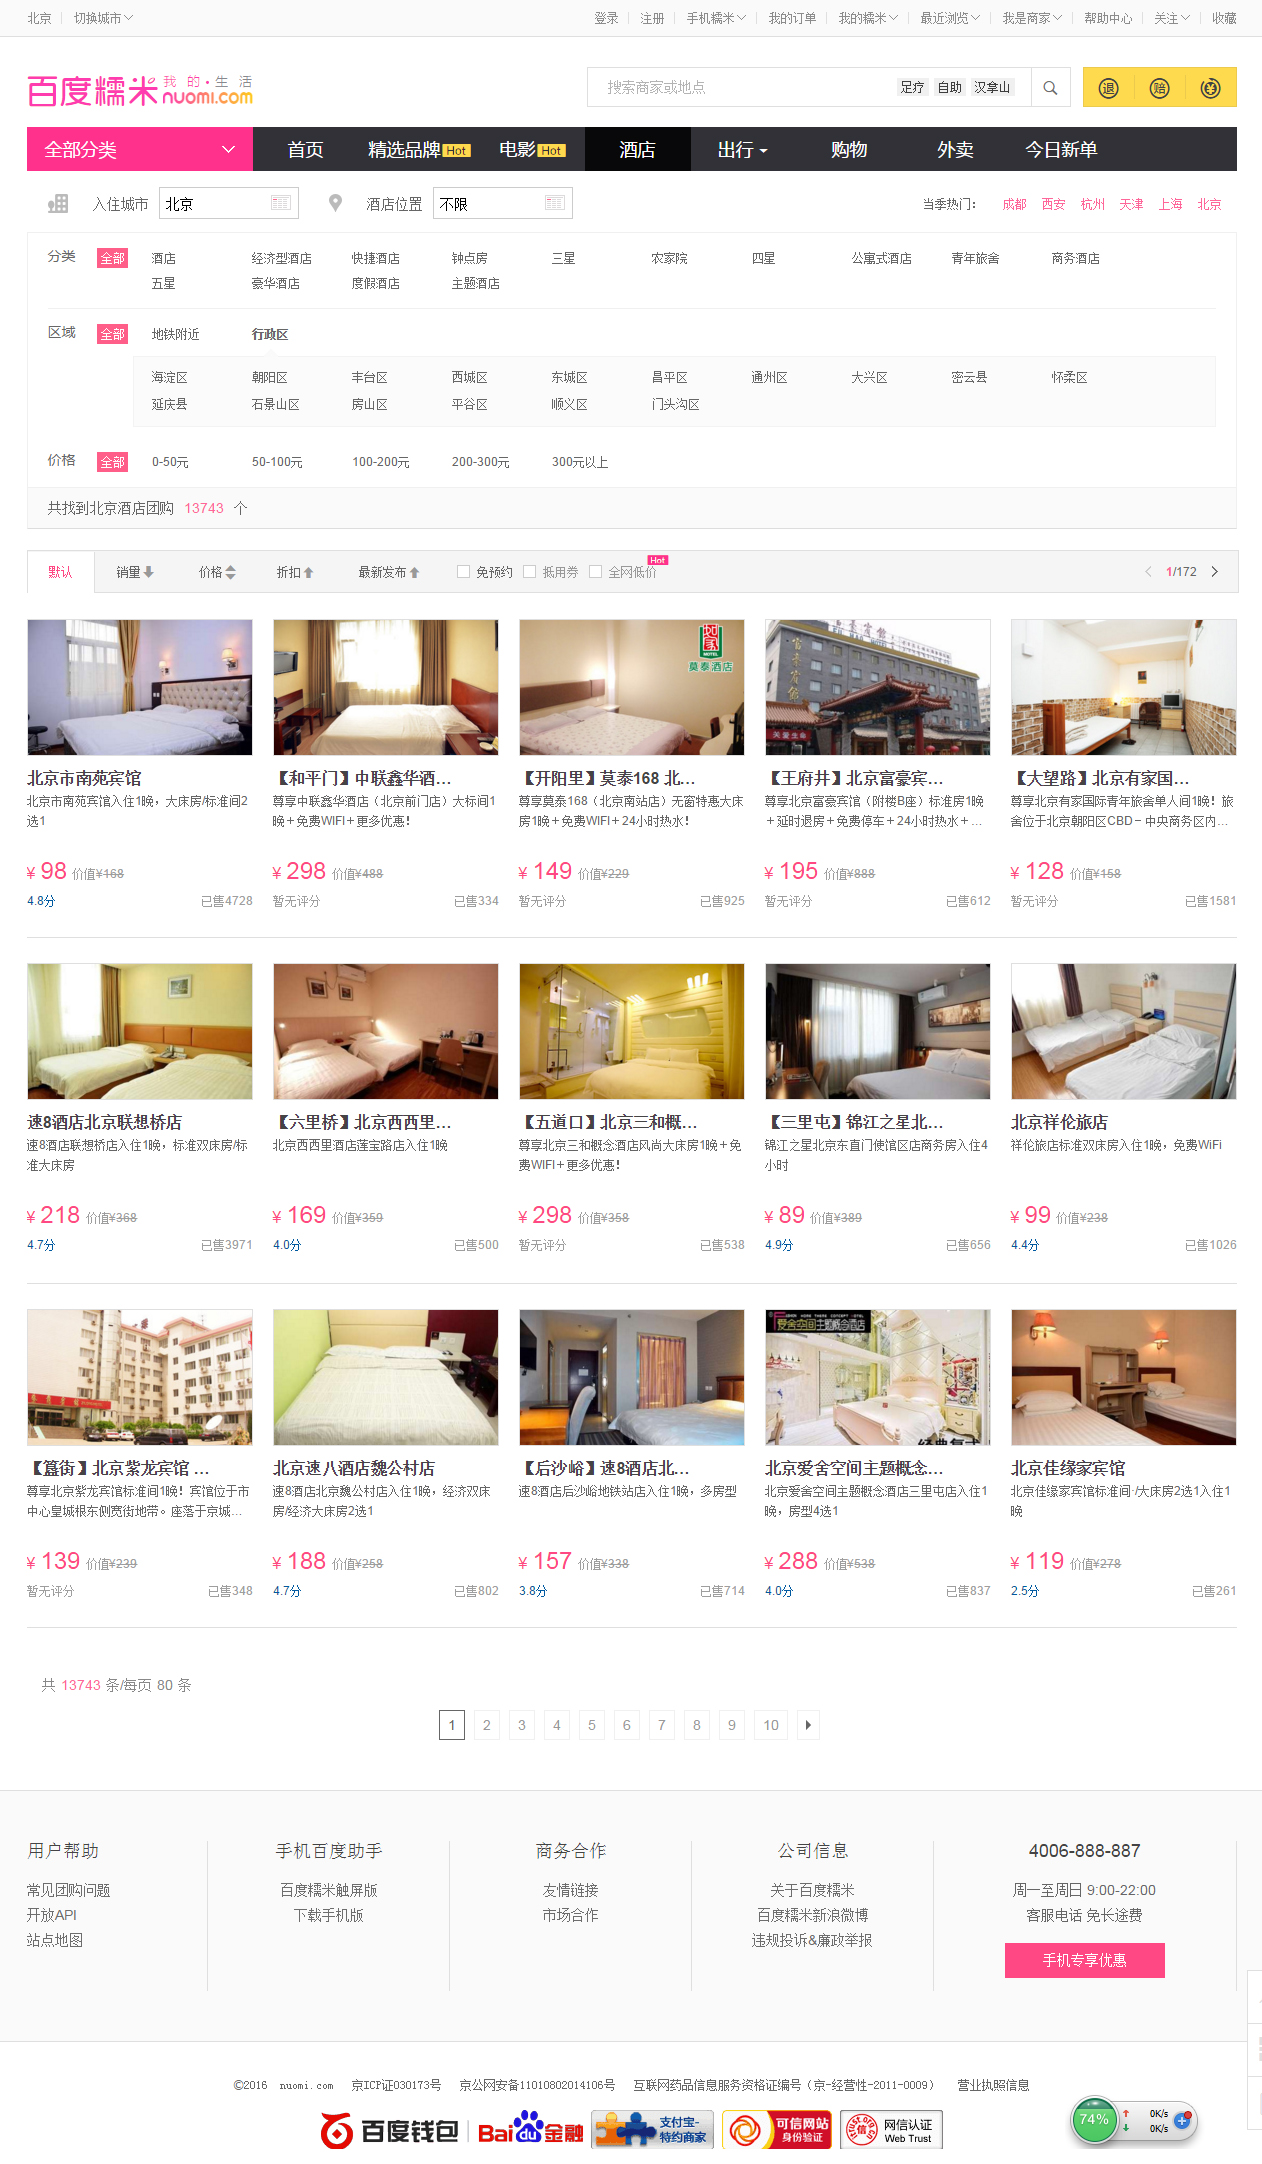 北京 切换城市 登录 注册 手机糯米 我的订单 我的糯米 最近浏览 我是商家 帮助中心 关注 收藏
百度糯米 我的·生活 nuomi.com
搜索商家或地点 足疗 自助 汉拿山 退 赔
全部分类 首页 精选品牌 Hot 电影 Hot 酒店 出行 购物 外卖 今日新单
入住城市 北京 酒店位置 不限 当季热门： 成都 西安 杭州 天津 上海 北京
分类 全部 酒店 经济型酒店 快捷酒店 钟点房 三星 农家院 四星 公寓式酒店 青年旅舍 商务酒店
五星 豪华酒店 度假酒店 主题酒店
区域 全部 地铁附近 行政区
海淀区 朝阳区 丰台区 西城区 东城区 昌平区 通州区 大兴区 密云县 怀柔区
延庆县 石景山区 房山区 平谷区 顺义区 门头沟区
价格 全部 0-50元 50-100元 100-200元 200-300元 300元以上
共找到北京酒店团购 13743 个
默认 销量 价格 折扣 最新发布 免预约 抵用券 全网低价 Hot 1/172
莫泰酒店
北京市南苑宾馆 【和平门】中联鑫华酒... 【开阳里】莫泰168 北... 【王府井】北京富豪宾... 【大望路】北京有家国...
北京市南苑宾馆入住1晚，大床房/标准间2 尊享中联鑫华酒店（北京前门店）大标间1 尊享莫泰168（北京南站店）无窗特惠大床 尊享北京富豪宾馆（附楼B座）标准房1晚 尊享北京有家国际青年旅舍单人间1晚！旅
选1 晚＋免费WIFI＋更多优惠！ 房1晚＋免费WIFI＋24小时热水！ ＋延时退房＋免费停车＋24小时热水＋... 舍位于北京朝阳区CBD－中央商务区内...
¥ 98 价值¥168 ¥ 298 价值¥488 ¥ 149 价值¥229 ¥ 195 价值¥888 ¥ 128 价值¥158
4.8分 已售4728 暂无评分 已售334 暂无评分 已售925 暂无评分 已售612 暂无评分 已售1581
速8酒店北京联想桥店 【六里桥】北京西西里... 【五道口】北京三和概... 【三里屯】锦江之星北... 北京祥伦旅店
速8酒店联想桥店入住1晚，标准双床房/标 北京西西里酒店莲宝路店入住1晚 尊享北京三和概念酒店风尚大床房1晚＋免 锦江之星北京东直门使馆区店商务房入住4 祥伦旅店标准双床房入住1晚，免费WiFi
准大床房 费WIFI＋更多优惠！ 小时
¥ 218 价值¥368 ¥ 169 价值¥359 ¥ 298 价值¥358 ¥ 89 价值¥389 ¥ 99 价值¥238
4.7分 已售3971 4.0分 已售500 暂无评分 已售538 4.9分 已售656 4.4分 已售1026
爱舍空间主题概念酒店
【簋街】北京紫龙宾馆 ... 北京速八酒店魏公村店 【后沙峪】速8酒店北... 北京爱舍空间主题概念... 北京佳缘家宾馆
尊享北京紫龙宾馆标准间1晚！宾馆位于市 速8酒店北京魏公村店入住1晚，经济双床 速8酒店后沙峪地铁站店入住1晚，多房型 北京爱舍空间主题概念酒店三里屯店入住1 北京佳缘家宾馆标准间·/大床房2选1入住1
中心皇城根东侧宽街地带。座落于京城... 房/经济大床房2选1 晚，房型4选1 晚
¥ 139 价值¥239 ¥ 188 价值¥258 ¥ 157 价值¥338 ¥ 288 价值¥538 ¥ 119 价值¥278
暂无评分 已售348 4.7分 已售802 3.8分 已售714 4.0分 已售837 2.5分 已售261
共 13743 条/每页 80 条
1 2 3 4 5 6 7 8 9 10
用户帮助 手机百度助手 商务合作 公司信息 4006-888-887
常见团购问题 百度糯米触屏版 友情链接 关于百度糯米 周一至周日 9:00-22:00
开放API 下载手机版 市场合作 百度糯米新浪微博 客服电话 免长途费
站点地图 违规投诉&廉政举报
手机专享优惠
©2016 nuomi.com 京ICP证030173号 京公网安备11010802014106号 互联网药品信息服务资格证编号（京-经营性-2011-0009） 营业执照信息
百度钱包 Bai du 金融 支付宝-特约商家 可信网站 身份验证 网信认证 Web Trust
74% 0K/s 0K/s